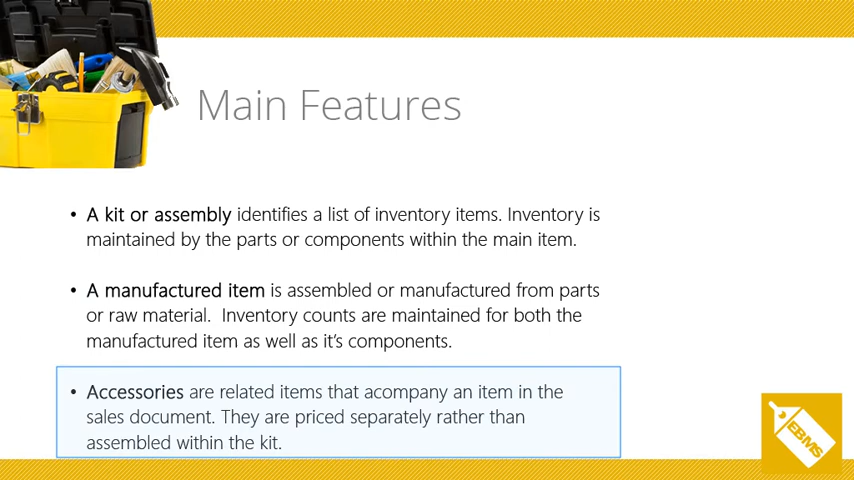 Main Features
• A kit or assembly identifies a list of inventory items. Inventory is
maintained by the parts or components within the main item.
• A manufactured item is assembled or manufactured from parts
or raw material.  Inventory counts are maintained for both the
manufactured item as well as it's components.
• Accessories are related items that acompany an item in the
sales document. They are priced separately rather than
assembled within the kit.
EBMS